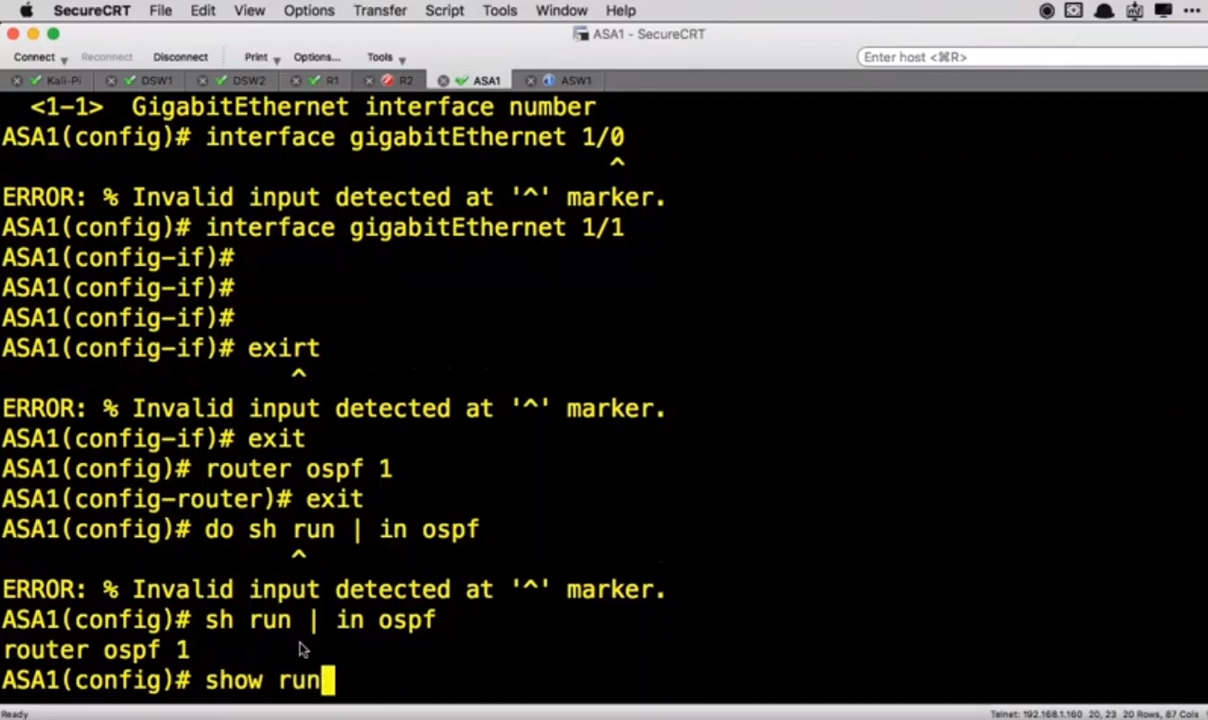 SecureCRT File Edit View Options Transfer Script Tools Window Help
ASA1 - SecureCRT
Connect Reconnect Disconnect Print Options... Tools Enter host <⌘R>
Kali-Pi DSW1 DSW2 R1 R2 ASA1 ASW1
<1-1> GigabitEthernet interface number
ASA1(config)# interface gigabitEthernet 1/0
^
ERROR: % Invalid input detected at '^' marker.
ASA1(config)# interface gigabitEthernet 1/1
ASA1(config-if)#
ASA1(config-if)#
ASA1(config-if)#
ASA1(config-if)# exirt
^
ERROR: % Invalid input detected at '^' marker.
ASA1(config-if)# exit
ASA1(config)# router ospf 1
ASA1(config-router)# exit
ASA1(config)# do sh run | in ospf
^
ERROR: % Invalid input detected at '^' marker.
ASA1(config)# sh run | in ospf
router ospf 1
ASA1(config)# show run
Ready Telnet: 192.168.1.160 20, 23 20 Rows, 87 Cols